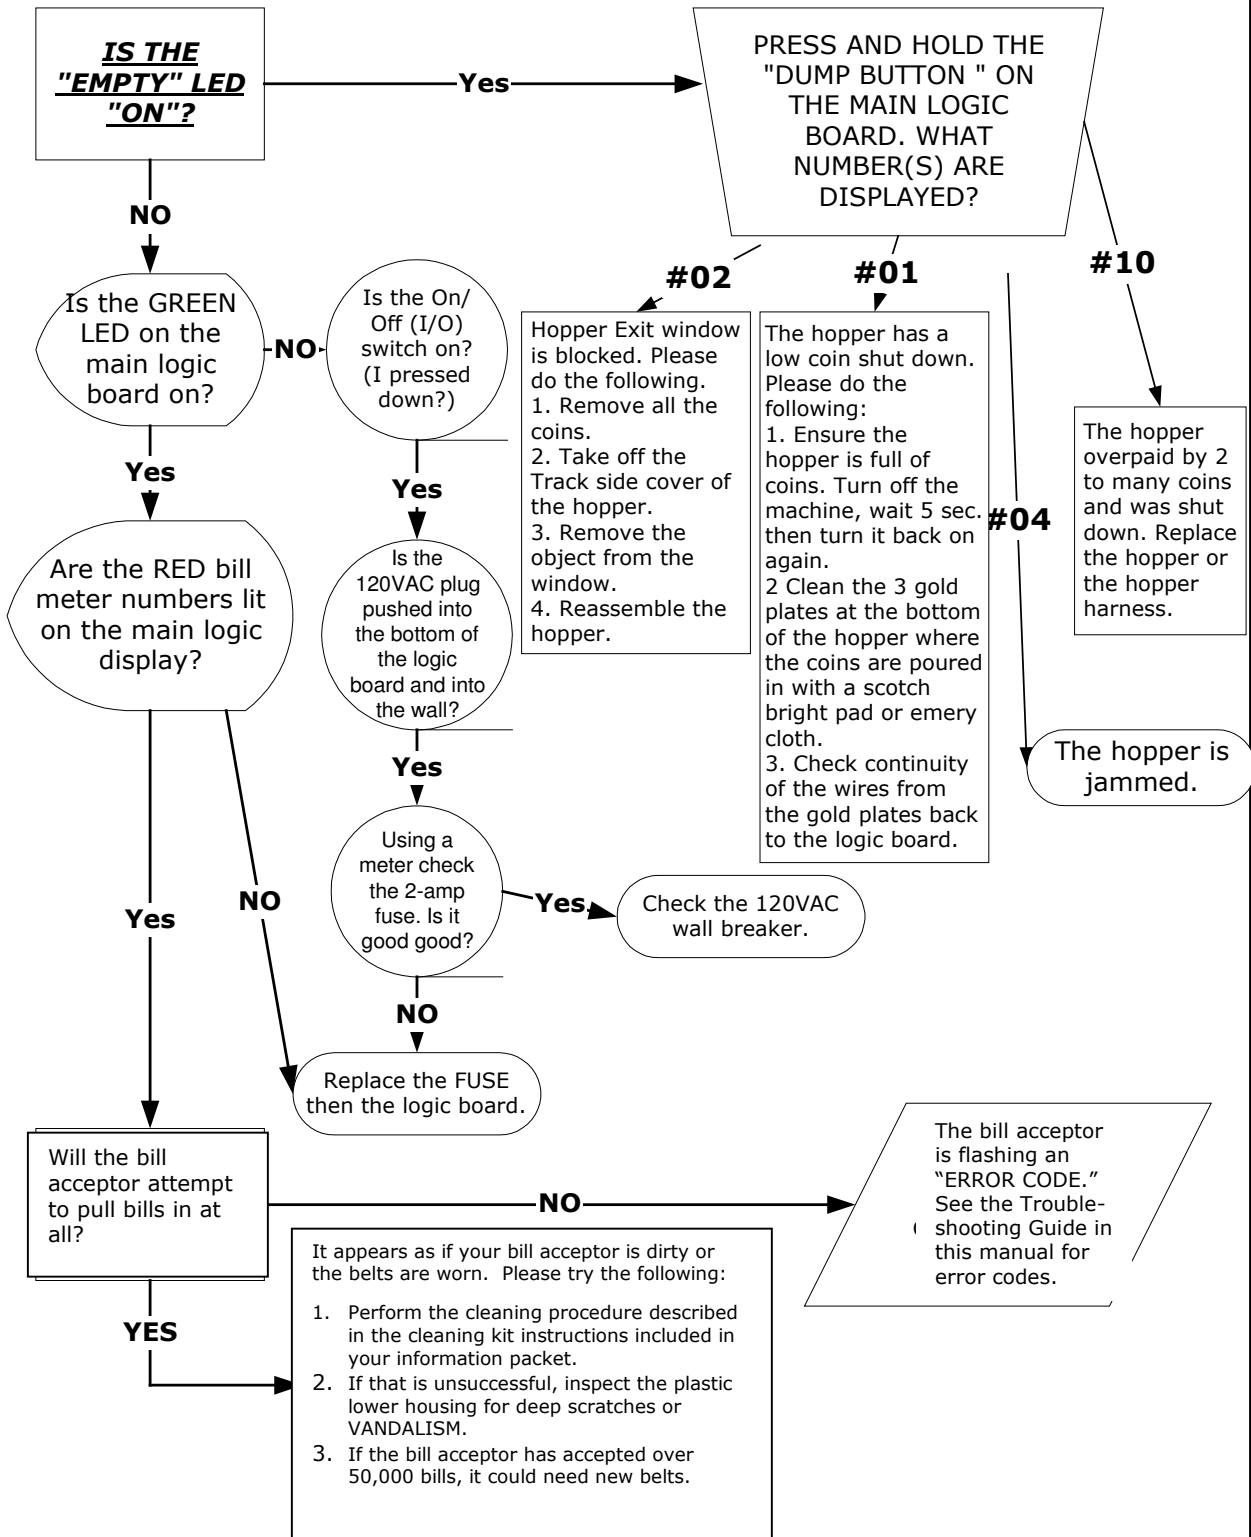 IS THE
"EMPTY" LED
"ON"?
Yes
PRESS AND HOLD THE
"DUMP BUTTON " ON
THE MAIN LOGIC
BOARD. WHAT
NUMBER(S) ARE
DISPLAYED?
NO
#02
#01
#10
#04
Is the GREEN
LED on the
main logic
board on?
NO
Is the On/
Off (I/O)
switch on?
(I pressed
down?)
Hopper Exit window
is blocked. Please
do the following.
1. Remove all the
coins.
2. Take off the
Track side cover of
the hopper.
3. Remove the
object from the
window.
4. Reassemble the
hopper.
The hopper has a
low coin shut down.
Please do the
following:
1. Ensure the
hopper is full of
coins. Turn off the
machine, wait 5 sec.
then turn it back on
again.
2 Clean the 3 gold
plates at the bottom
of the hopper where
the coins are poured
in with a scotch
bright pad or emery
cloth.
3. Check continuity
of the wires from
the gold plates back
to the logic board.
The hopper
overpaid by 2
to many coins
and was shut
down. Replace
the hopper or
the hopper
harness.
The hopper is
jammed.
Yes
Yes
Are the RED bill
meter numbers lit
on the main logic
display?
Is the
120VAC plug
pushed into
the bottom of
the logic
board and into
the wall?
Yes
Using a
meter check
the 2-amp
fuse. Is it
good good?
Yes
Check the 120VAC
wall breaker.
NO
Yes
NO
Replace the FUSE
then the logic board.
Will the bill
acceptor attempt
to pull bills in at
all?
NO
The bill acceptor
is flashing an
“ERROR CODE.”
See the Trouble-
shooting Guide in
this manual for
error codes.
YES
It appears as if your bill acceptor is dirty or
the belts are worn. Please try the following:
1. Perform the cleaning procedure described
in the cleaning kit instructions included in
your information packet.
2. If that is unsuccessful, inspect the plastic
lower housing for deep scratches or
VANDALISM.
3. If the bill acceptor has accepted over
50,000 bills, it could need new belts.